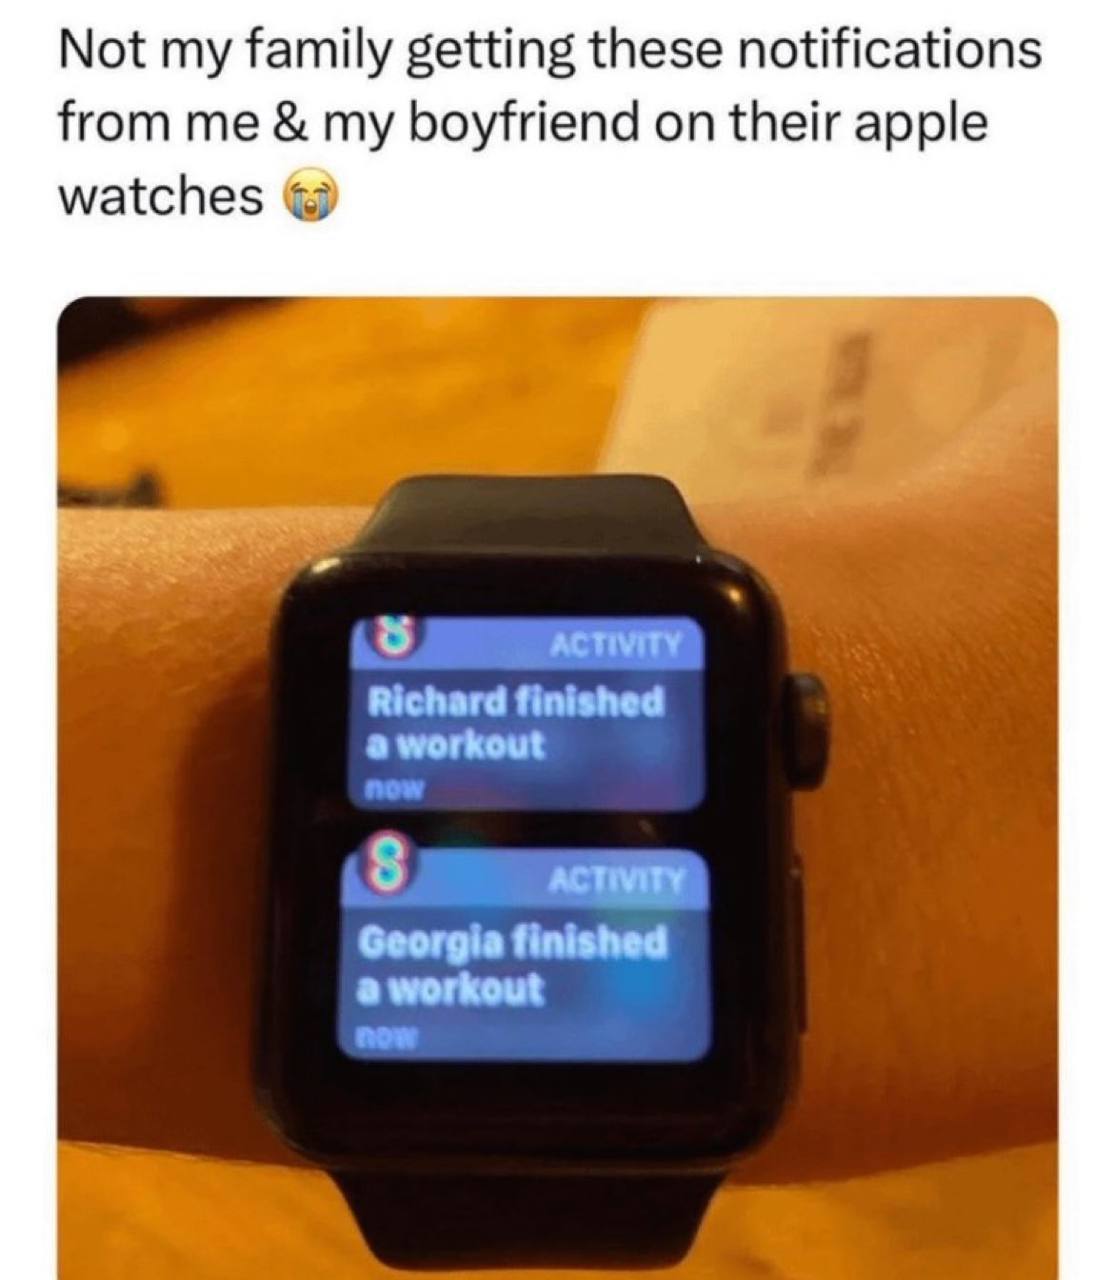 Not my family getting these notifications
from me & my boyfriend on their apple
watches 😭
ACTIVITY
Richard finished
a workout
now
ACTIVITY
Georgia finished
a workout
now